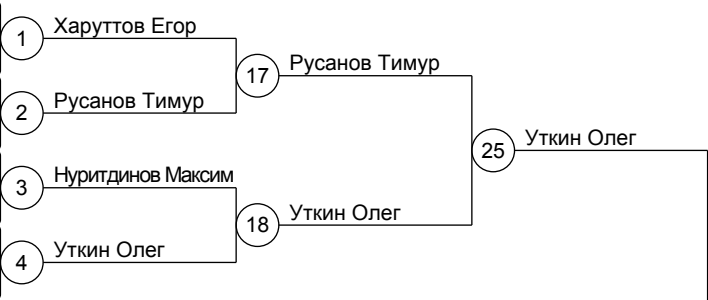 Харуттов Егор
1
Русанов Тимур
17
Русанов Тимур
2
Уткин Олег
25
Нуритдинов Максим
3
Уткин Олег
18
Уткин Олег
4